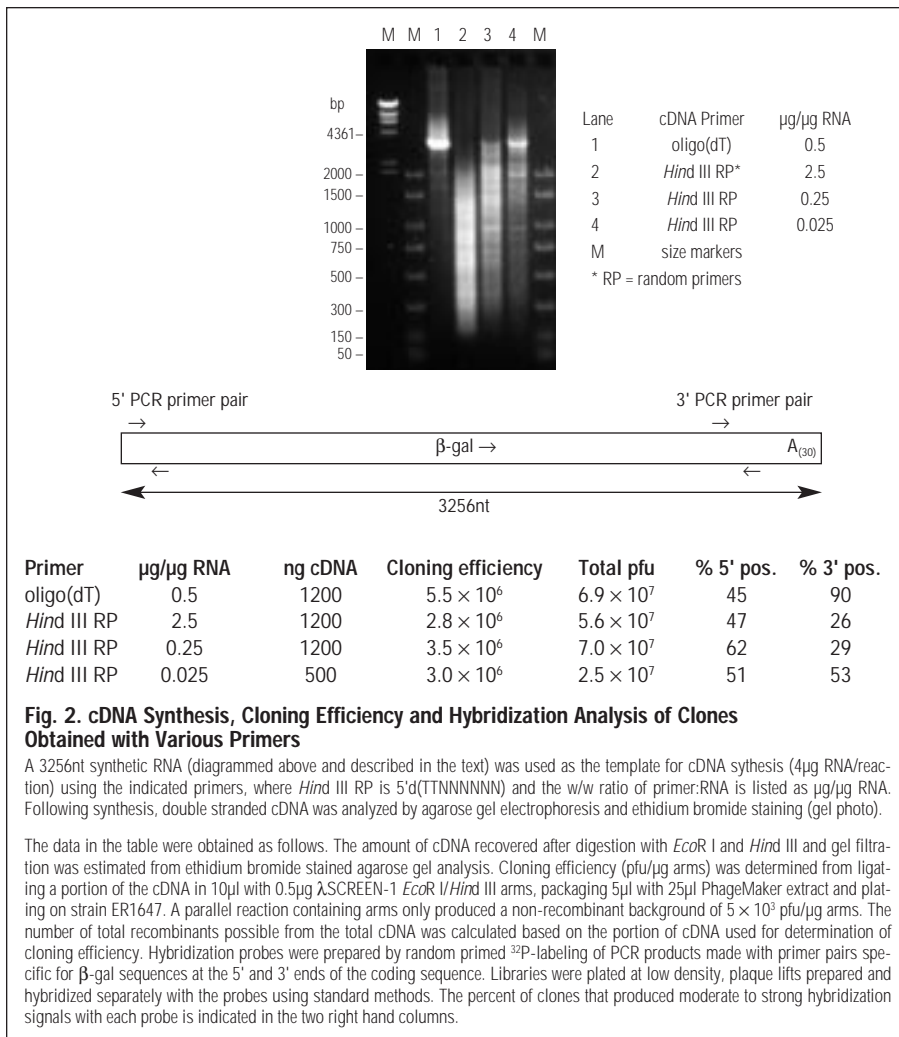 M M 1 2 3 4 M
bp
4361–
2000 –
1500 –
1000 –
750 –
500 –
300 –
150 –
50 –
Lane cDNA Primer µg/µg RNA
1 oligo(dT) 0.5
2 Hind III RP* 2.5
3 Hind III RP 0.25
4 Hind III RP 0.025
M size markers
* RP = random primers
5' PCR primer pair 3' PCR primer pair
→ →
β-gal → A(30)
← ←
3256nt
Primer µg/µg RNA ng cDNA Cloning efficiency Total pfu % 5' pos. % 3' pos.
oligo(dT) 0.5 1200 5.5 × 10⁶ 6.9 × 10⁷ 45 90
Hind III RP 2.5 1200 2.8 × 10⁶ 5.6 × 10⁷ 47 26
Hind III RP 0.25 1200 3.5 × 10⁶ 7.0 × 10⁷ 62 29
Hind III RP 0.025 500 3.0 × 10⁶ 2.5 × 10⁷ 51 53
Fig. 2. cDNA Synthesis, Cloning Efficiency and Hybridization Analysis of Clones
Obtained with Various Primers
A 3256nt synthetic RNA (diagrammed above and described in the text) was used as the template for cDNA sythesis (4µg RNA/reac-
tion) using the indicated primers, where Hind III RP is 5'd(TTNNNNNN) and the w/w ratio of primer:RNA is listed as µg/µg RNA.
Following synthesis, double stranded cDNA was analyzed by agarose gel electrophoresis and ethidium bromide staining (gel photo).
The data in the table were obtained as follows. The amount of cDNA recovered after digestion with EcoR I and Hind III and gel filtra-
tion was estimated from ethidium bromide stained agarose gel analysis. Cloning efficiency (pfu/µg arms) was determined from ligat-
ing a portion of the cDNA in 10µl with 0.5µg λSCREEN-1 EcoR I/Hind III arms, packaging 5µl with 25µl PhageMaker extract and plat-
ing on strain ER1647. A parallel reaction containing arms only produced a non-recombinant background of 5 × 10³ pfu/µg arms. The
number of total recombinants possible from the total cDNA was calculated based on the portion of cDNA used for determination of
cloning efficiency. Hybridization probes were prepared by random primed ³²P-labeling of PCR products made with primer pairs spe-
cific for β-gal sequences at the 5' and 3' ends of the coding sequence. Libraries were plated at low density, plaque lifts prepared and
hybridized separately with the probes using standard methods. The percent of clones that produced moderate to strong hybridization
signals with each probe is indicated in the two right hand columns.